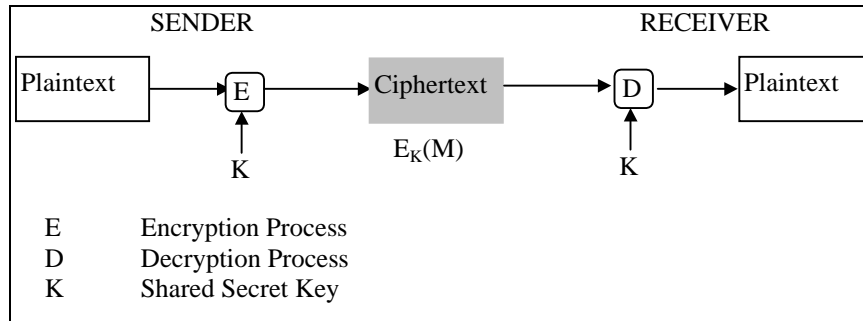 SENDER RECEIVER
Plaintext E Ciphertext D Plaintext
K E_K(M) K
E Encryption Process
D Decryption Process
K Shared Secret Key